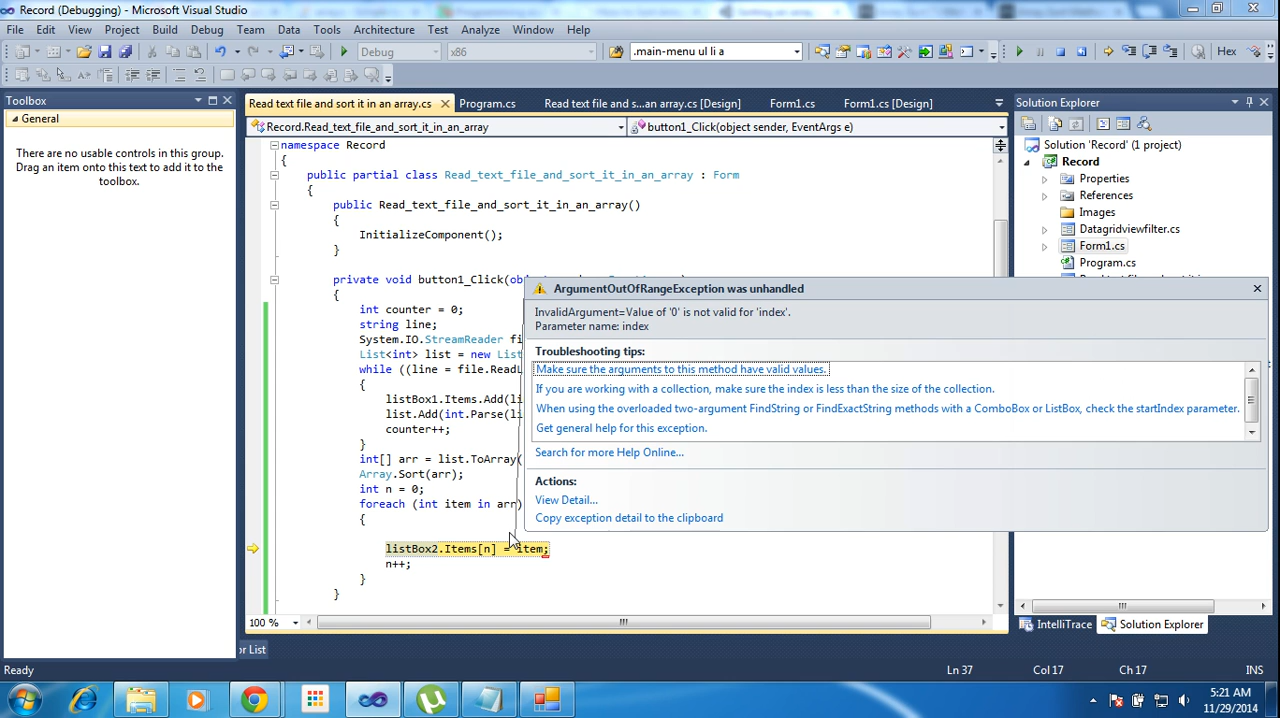 Record (Debugging) - Microsoft Visual Studio
File Edit View Project Build Debug Team Data Tools Architecture Test Analyze Window Help
Debug x86 .main-menu ul li a Hex
Toolbox
General
There are no usable controls in this group.
Drag an item onto this text to add it to the
toolbox.
Read text file and sort it in an array.cs Program.cs Read text file and s...an array.cs [Design] Form1.cs Form1.cs [Design]
Record.Read_text_file_and_sort_it_in_an_array button1_Click(object sender, EventArgs e)
namespace Record
{
public partial class Read_text_file_and_sort_it_in_an_array : Form
{
public Read_text_file_and_sort_it_in_an_array()
{
InitializeComponent();
}
private void button1_Click(ob
{
int counter = 0;
string line;
System.IO.StreamReader fi
List<int> list = new List
while ((line = file.ReadL
{
listBox1.Items.Add(li
list.Add(int.Parse(li
counter++;
}
int[] arr = list.ToArray(
Array.Sort(arr);
int n = 0;
foreach (int item in arr)
{
listBox2.Items[n] = item;
n++;
}
}
100 %
ArgumentOutOfRangeException was unhandled
InvalidArgument=Value of '0' is not valid for 'index'.
Parameter name: index
Troubleshooting tips:
Make sure the arguments to this method have valid values.
If you are working with a collection, make sure the index is less than the size of the collection.
When using the overloaded two-argument FindString or FindExactString methods with a ComboBox or ListBox, check the startIndex parameter.
Get general help for this exception.
Search for more Help Online...
Actions:
View Detail...
Copy exception detail to the clipboard
Solution Explorer
Solution 'Record' (1 project)
Record
Properties
References
Images
Datagridviewfilter.cs
Form1.cs
Program.cs
IntelliTrace Solution Explorer
or List
Ready Ln 37 Col 17 Ch 17 INS
5:21 AM
11/29/2014